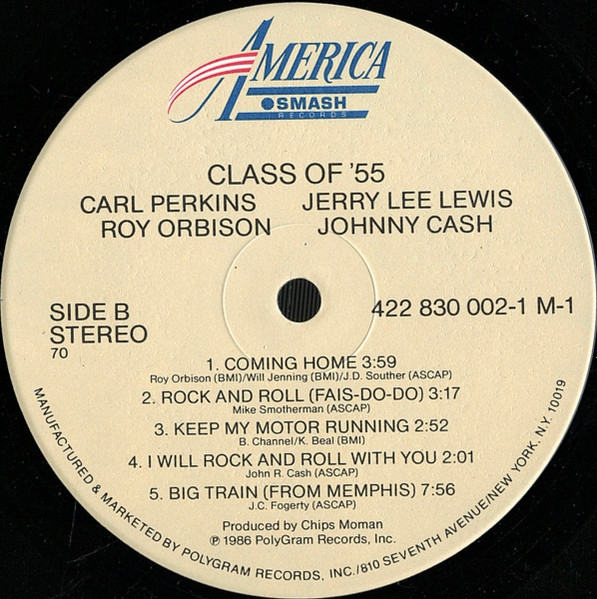 AMERICA
SMASH
RECORDS
CLASS OF '55
CARL PERKINS JERRY LEE LEWIS
ROY ORBISON JOHNNY CASH
SIDE B 422 830 002-1 M-1
STEREO
70
1. COMING HOME 3:59
Roy Orbison (BMI)/Will Jenning (BMI)/J.D. Souther (ASCAP)
2. ROCK AND ROLL (FAIS-DO-DO) 3:17
Mike Smotherman (ASCAP)
3. KEEP MY MOTOR RUNNING 2:52
B. Channel/K. Beal (BMI)
4. I WILL ROCK AND ROLL WITH YOU 2:01
John R. Cash (ASCAP)
5. BIG TRAIN (FROM MEMPHIS) 7:56
J.C. Fogerty (ASCAP)
Produced by Chips Moman
℗ 1986 PolyGram Records, Inc.
MANUFACTURED & MARKETED BY POLYGRAM RECORDS, INC./810 SEVENTH AVENUE/NEW YORK. N.Y. 10019